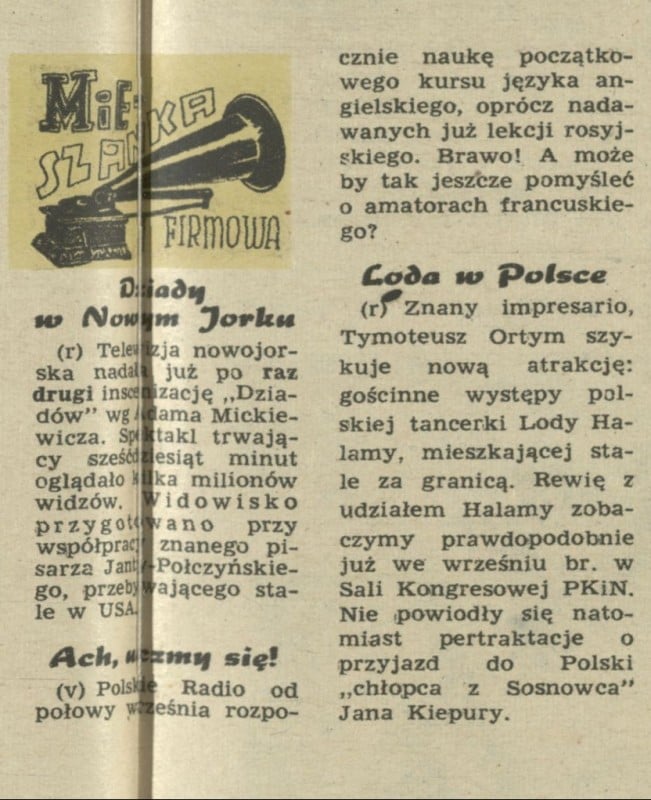 MiE-
SZANKA
FIRMOWA
Dziady
w Nowym Jorku
(r) Telewizja nowojor-
ska nadała już po raz
drugi inscenizację „Dzia-
dów” wg Adama Mickie-
wicza. Spektakl trwają-
cy sześćdziesiąt minut
oglądało kilka milionów
widzów. Widowisko
przygotowano przy
współpracy znanego pi-
sarza Janty-Połczyńskie-
go, przebywającego sta-
le w USA.
Ach, uczmy się!
(v) Polskie Radio od
połowy września rozpo-
cznie naukę początko-
wego kursu języka an-
gielskiego, oprócz nada-
wanych już lekcji rosyj-
skiego. Brawo! A może
by tak jeszcze pomyśleć
o amatorach francuskie-
go?
Loda w Polsce
(r) Znany impresario,
Tymoteusz Ortym szy-
kuje nową atrakcję:
gościnne występy pol-
skiej tancerki Lody Ha-
lamy, mieszkającej sta-
le za granicą. Rewię z
udziałem Halamy zoba-
czymy prawdopodobnie
już we wrześniu br. w
Sali Kongresowej PKiN.
Nie powiodły się nato-
miast pertraktacje o
przyjazd do Polski
„chłopca z Sosnowca”
Jana Kiepury.